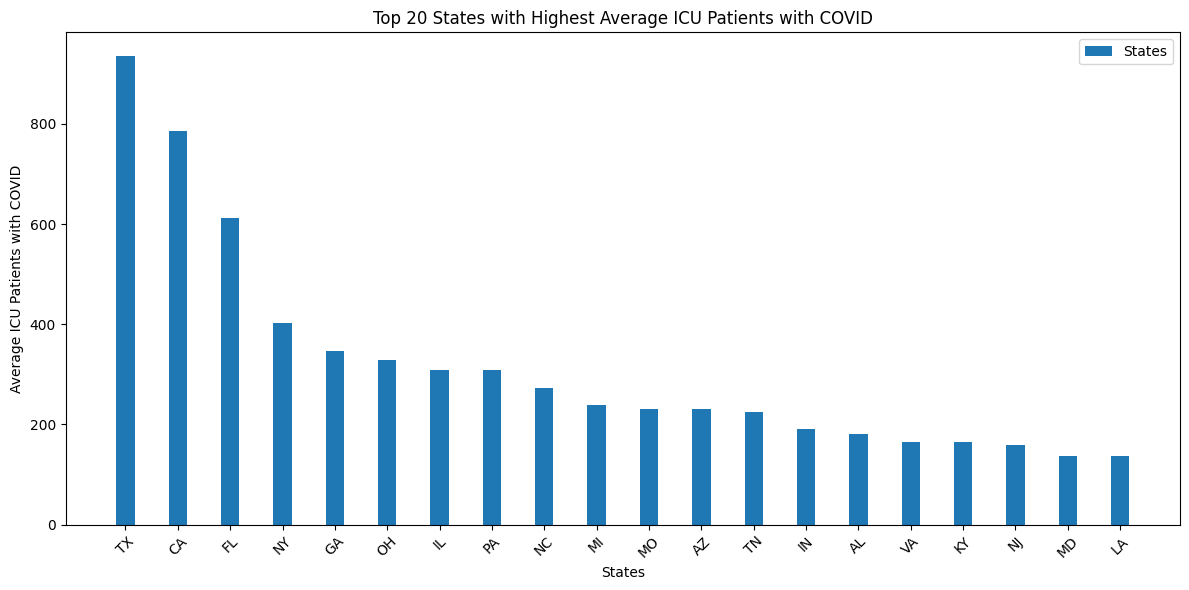 Top 20 States with Highest Average ICU Patients with COVID
States
Average ICU Patients with COVID
800
600
400
200
0
TX CA FL NY GA OH IL PA NC MI MO AZ TN IN AL VA KY NJ MD LA
States